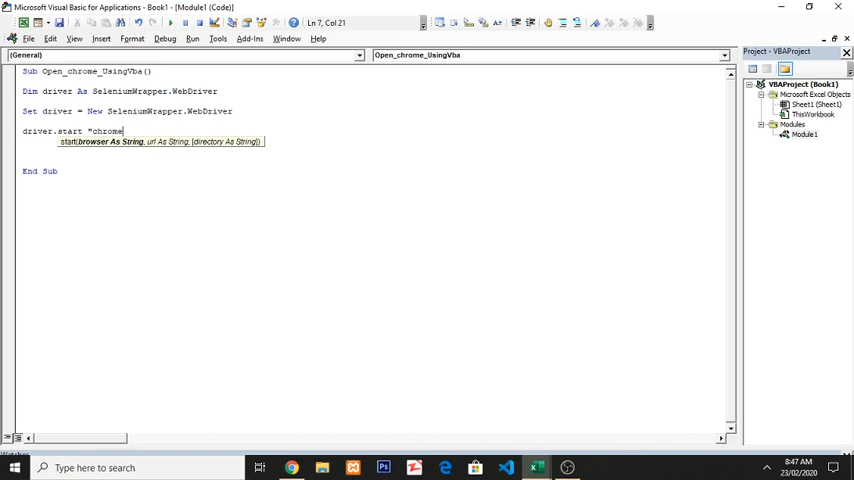 Microsoft Visual Basic for Applications - Book1 - [Module1 (Code)]
File Edit View Insert Format Debug Run Tools Add-Ins Window Help
Ln 7, Col 21
(General) Open_chrome_UsingVba
Sub Open_chrome_UsingVba()
Dim driver As SeleniumWrapper.WebDriver
Set driver = New SeleniumWrapper.WebDriver
driver.start "chrome
start(browser As String, url As String, [directory As String])
End Sub
Project - VBAProject
VBAProject (Book1)
Microsoft Excel Objects
Sheet1 (Sheet1)
ThisWorkbook
Modules
Module1
Type here to search
Ps
8:47 AM
23/02/2020